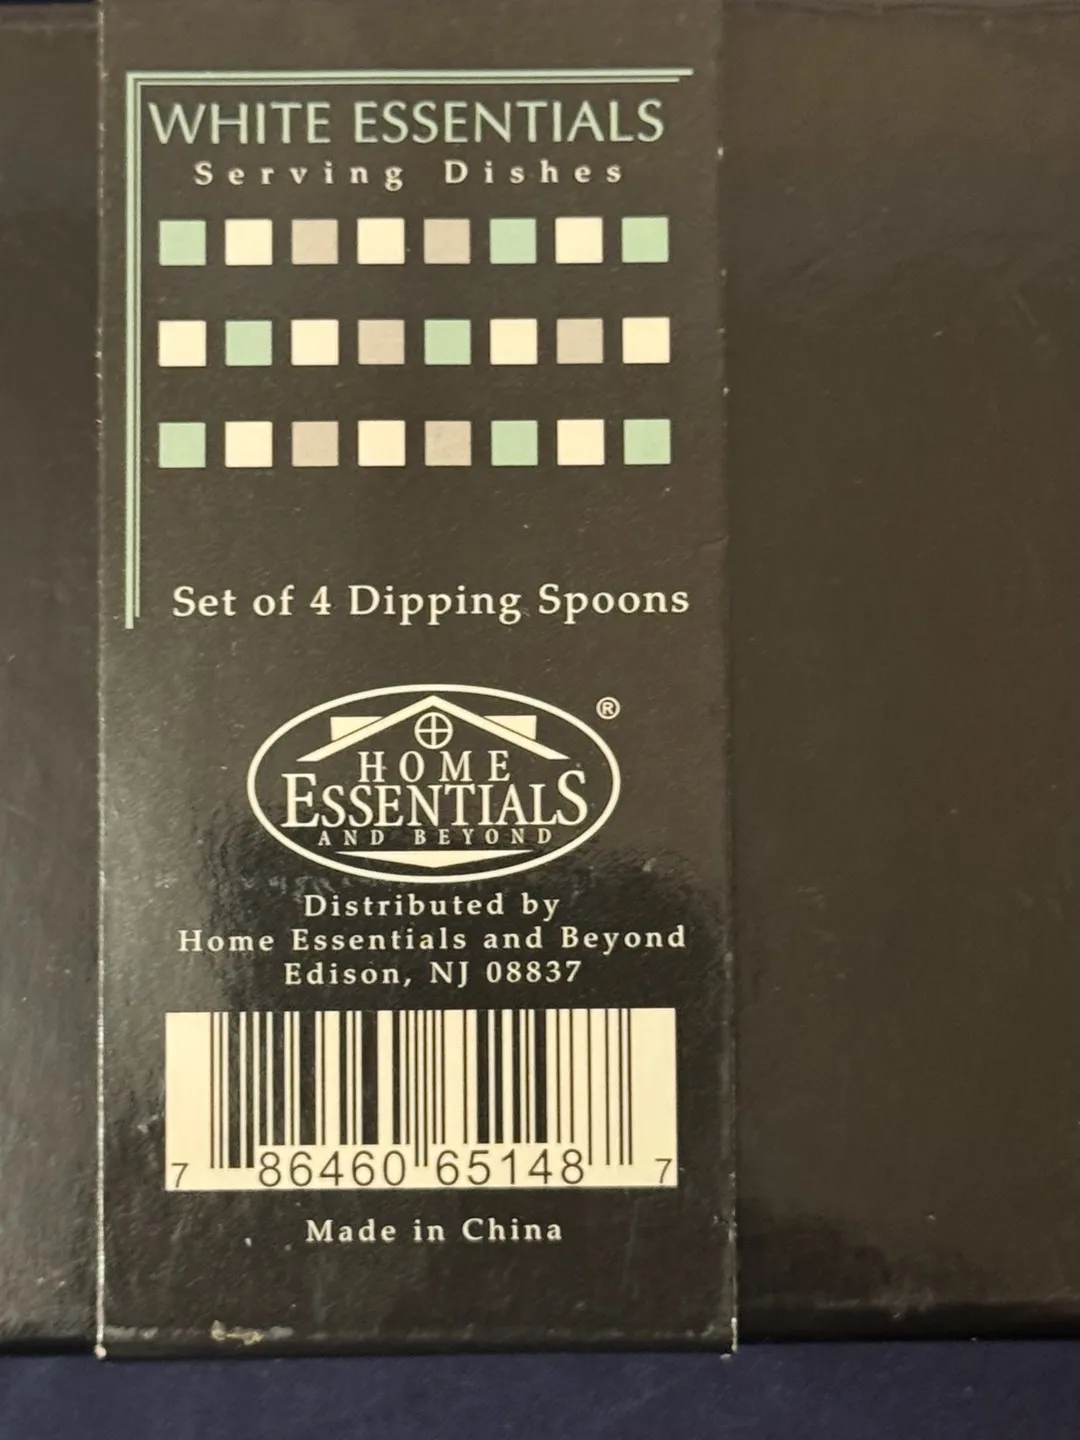 WHITE ESSENTIALS
Serving Dishes
Set of 4 Dipping Spoons
®
HOME
ESSENTIALS
AND BEYOND
Distributed by
Home Essentials and Beyond
Edison, NJ 08837
7 86460 65148 7
Made in China